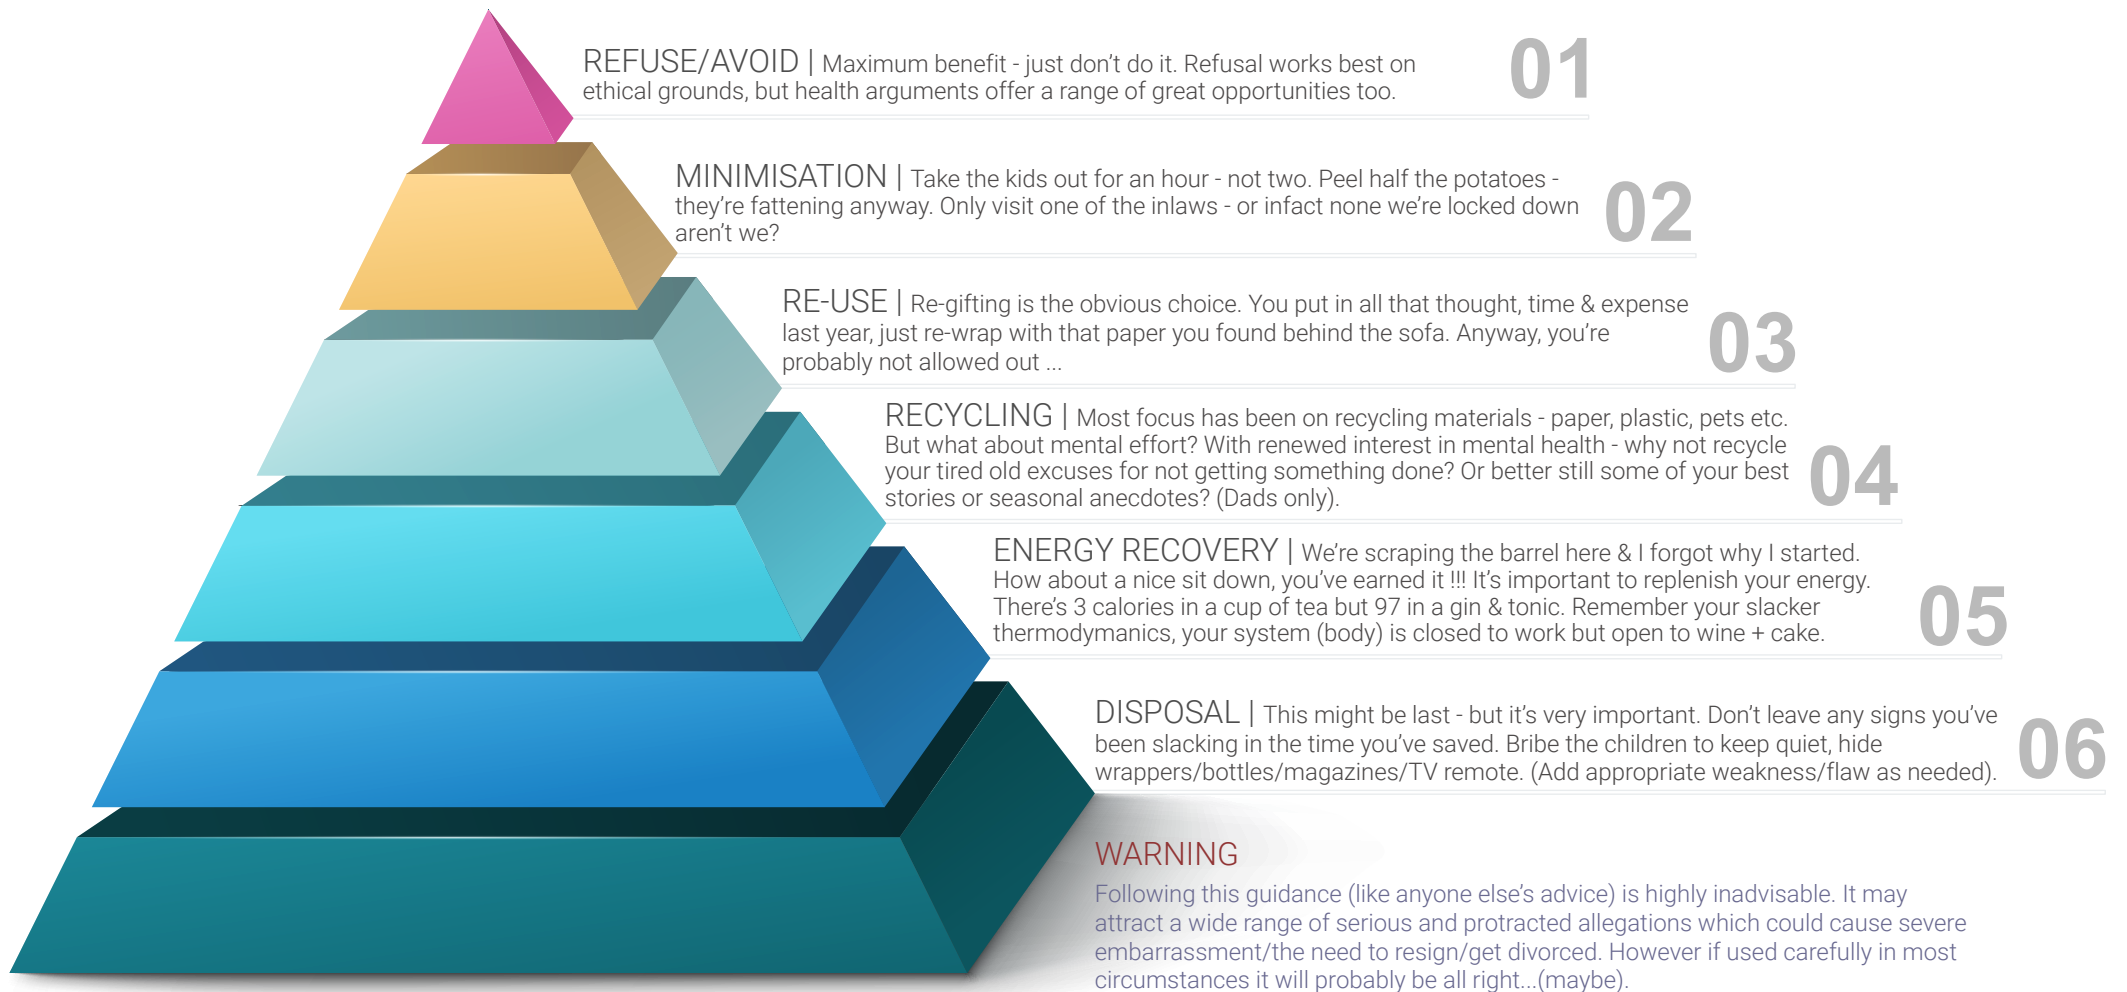 REFUSE/AVOID | Maximum benefit - just don't do it. Refusal works best on
ethical grounds, but health arguments offer a range of great opportunities too.
01
MINIMISATION | Take the kids out for an hour - not two. Peel half the potatoes -
they're fattening anyway. Only visit one of the inlaws - or infact none we're locked down
aren't we?
02
RE-USE | Re-gifting is the obvious choice. You put in all that thought, time & expense
last year, just re-wrap with that paper you found behind the sofa. Anyway, you're
probably not allowed out ...
03
RECYCLING | Most focus has been on recycling materials - paper, plastic, pets etc.
But what about mental effort? With renewed interest in mental health - why not recycle
your tired old excuses for not getting something done? Or better still some of your best
stories or seasonal anecdotes? (Dads only).
04
ENERGY RECOVERY | We're scraping the barrel here & I forgot why I started.
How about a nice sit down, you've earned it !!! It's important to replenish your energy.
There's 3 calories in a cup of tea but 97 in a gin & tonic. Remember your slacker
thermodymanics, your system (body) is closed to work but open to wine + cake.
05
DISPOSAL | This might be last - but it's very important. Don't leave any signs you've
been slacking in the time you've saved. Bribe the children to keep quiet, hide
wrappers/bottles/magazines/TV remote. (Add appropriate weakness/flaw as needed).
06
WARNING
Following this guidance (like anyone else's advice) is highly inadvisable. It may
attract a wide range of serious and protracted allegations which could cause severe
embarrassment/the need to resign/get divorced. However if used carefully in most
circumstances it will probably be all right...(maybe).